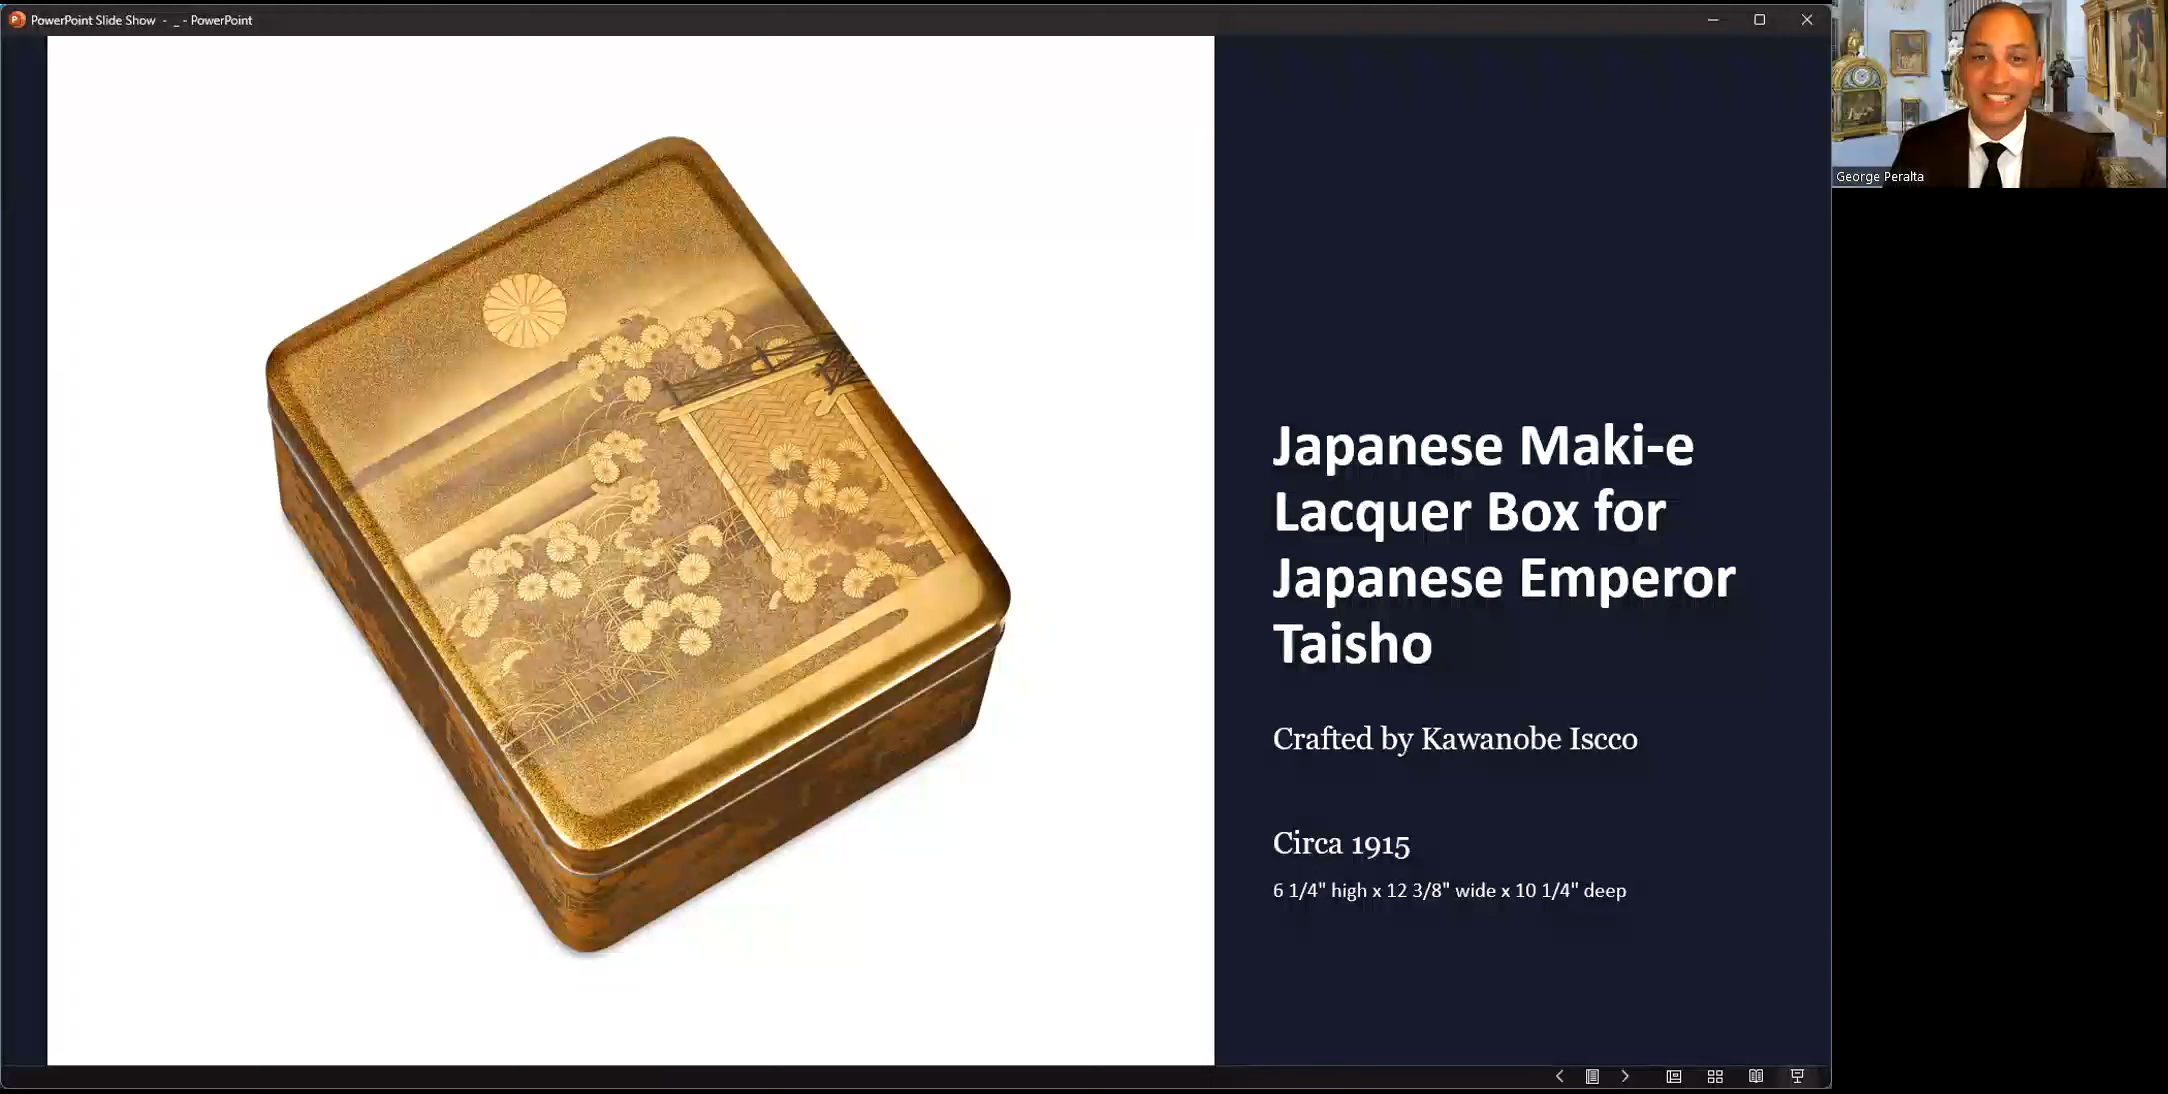 PowerPoint Slide Show - _ - PowerPoint
George Peralta
Japanese Maki-e
Lacquer Box for
Japanese Emperor
Taisho
Crafted by Kawanobe Iscco
Circa 1915
6 1/4" high x 12 3/8" wide x 10 1/4" deep